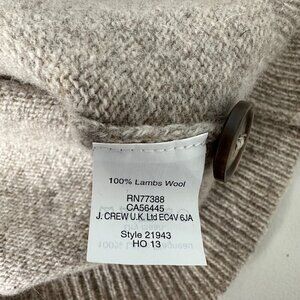 100% Lambs Wool
RN77388
CA56445
J. CREW U.K. Ltd EC4V 6JA
Style 21943
HO 13